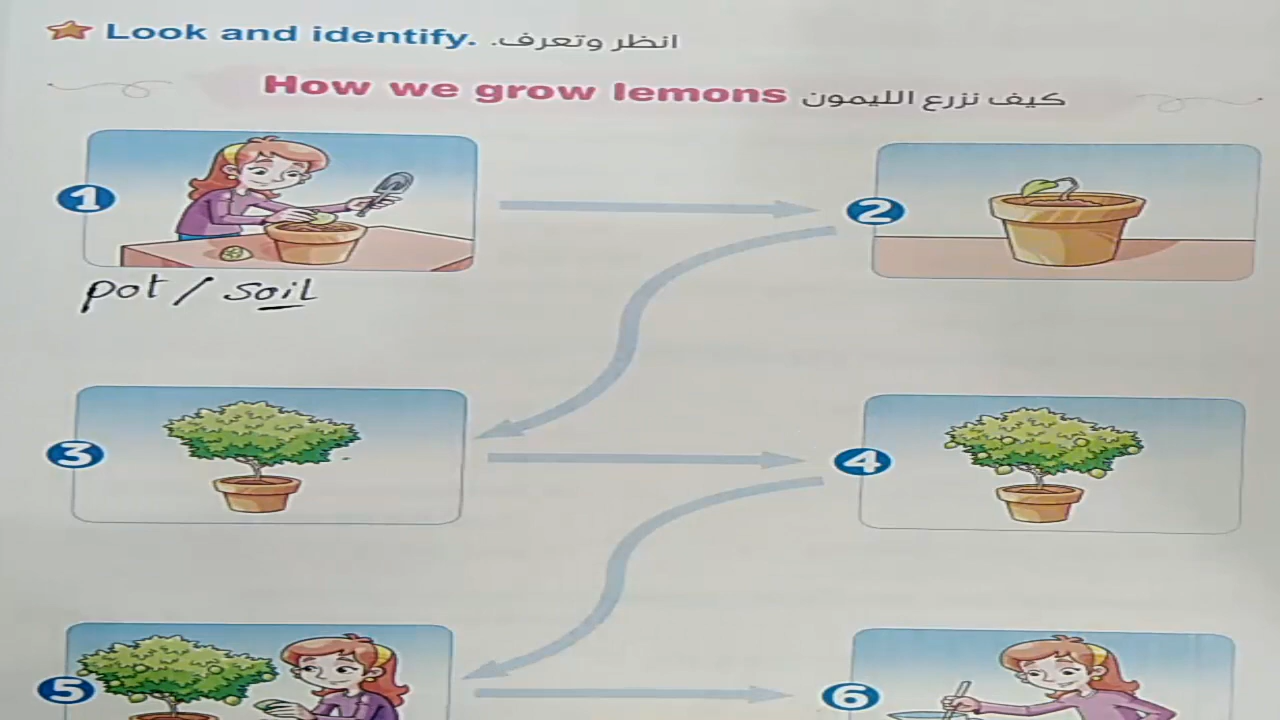 Look and identify. انظر وتعرف.
How we grow lemons كيف نزرع الليمون
1
2
pot / soil
3
4
5
6